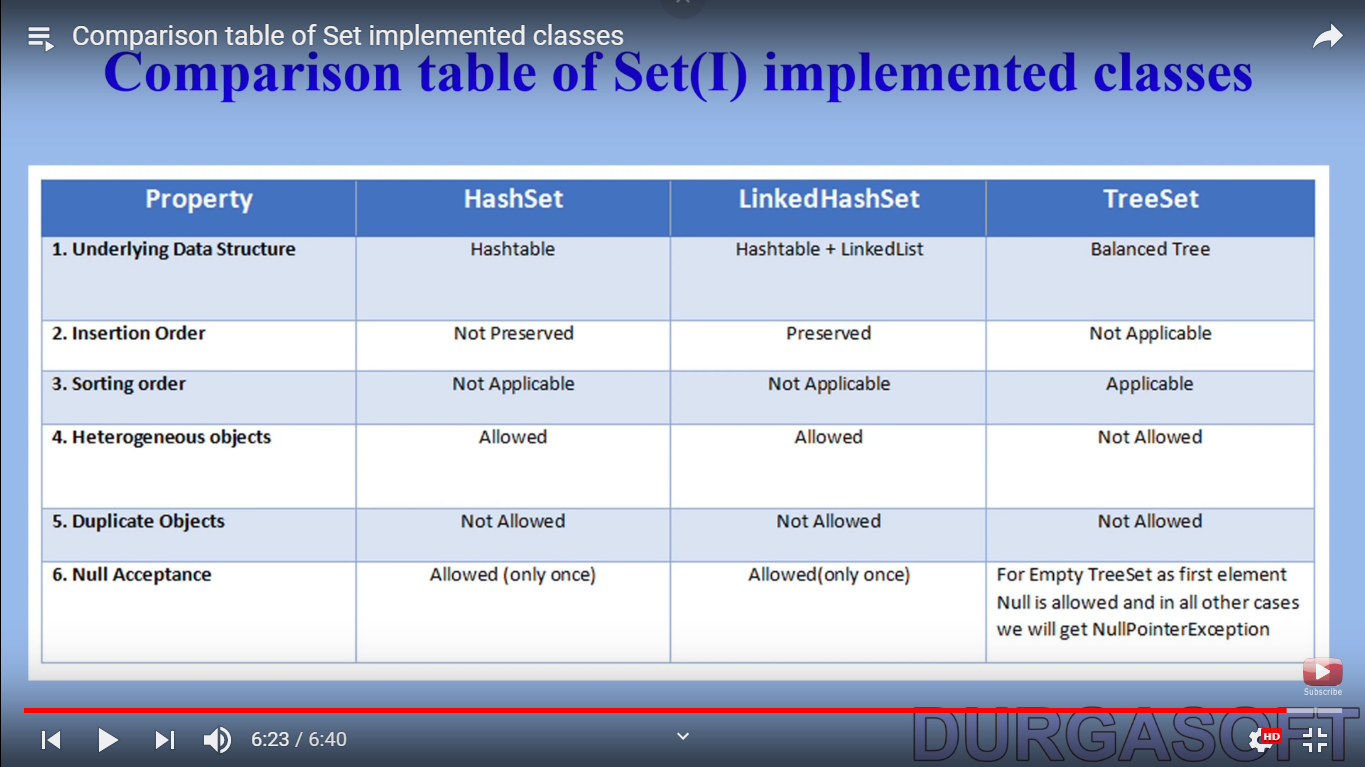 Comparison table of Set implemented classes
Comparison table of Set(I) implemented classes
Property HashSet LinkedHashSet TreeSet
1. Underlying Data Structure Hashtable Hashtable + LinkedList Balanced Tree
2. Insertion Order Not Preserved Preserved Not Applicable
3. Sorting order Not Applicable Not Applicable Applicable
4. Heterogeneous objects Allowed Allowed Not Allowed
5. Duplicate Objects Not Allowed Not Allowed Not Allowed
6. Null Acceptance Allowed (only once) Allowed(only once) For Empty TreeSet as first element
Null is allowed and in all other cases
we will get NullPointerException
Subscribe
DURGASOFT
6:23 / 6:40
HD